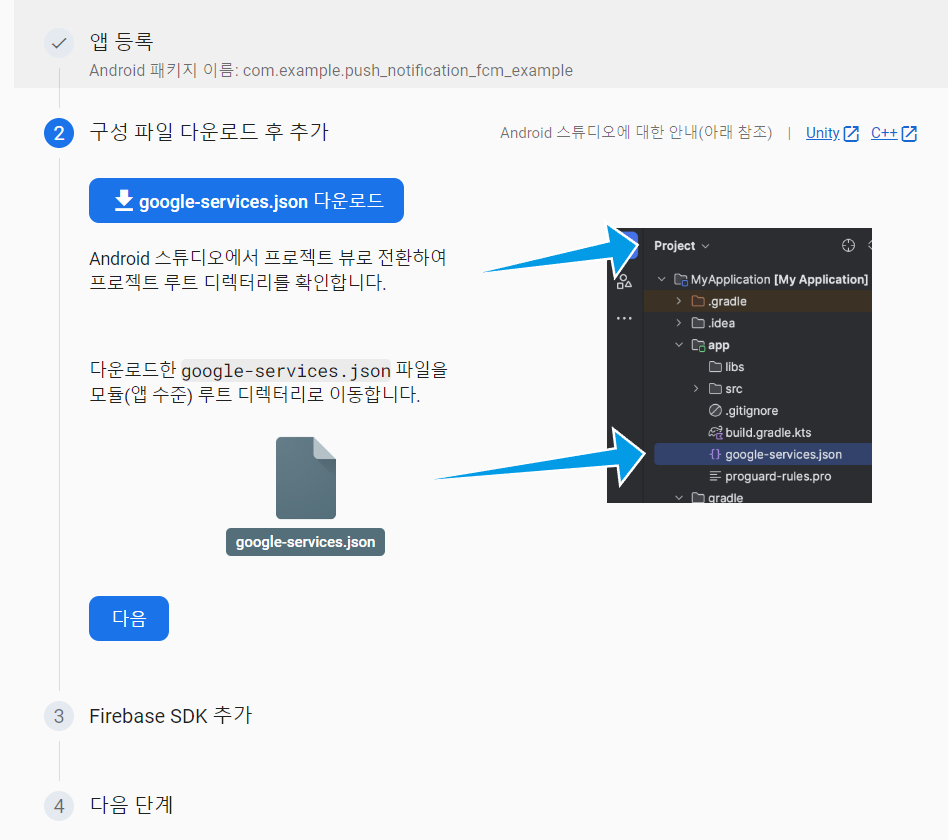 앱 등록
Android 패키지 이름: com.example.push_notification_fcm_example
2
구성 파일 다운로드 후 추가
Android 스튜디오에 대한 안내(아래 참조) | Unity C++
google-services.json 다운로드
Android 스튜디오에서 프로젝트 뷰로 전환하여
프로젝트 루트 디렉터리를 확인합니다.
다운로드한 google-services.json 파일을
모듈(앱 수준) 루트 디렉터리로 이동합니다.
google-services.json
Project
MyApplication [My Application]
.gradle
.idea
app
libs
src
.gitignore
build.gradle.kts
google-services.json
proguard-rules.pro
gradle
다음
3
Firebase SDK 추가
4
다음 단계